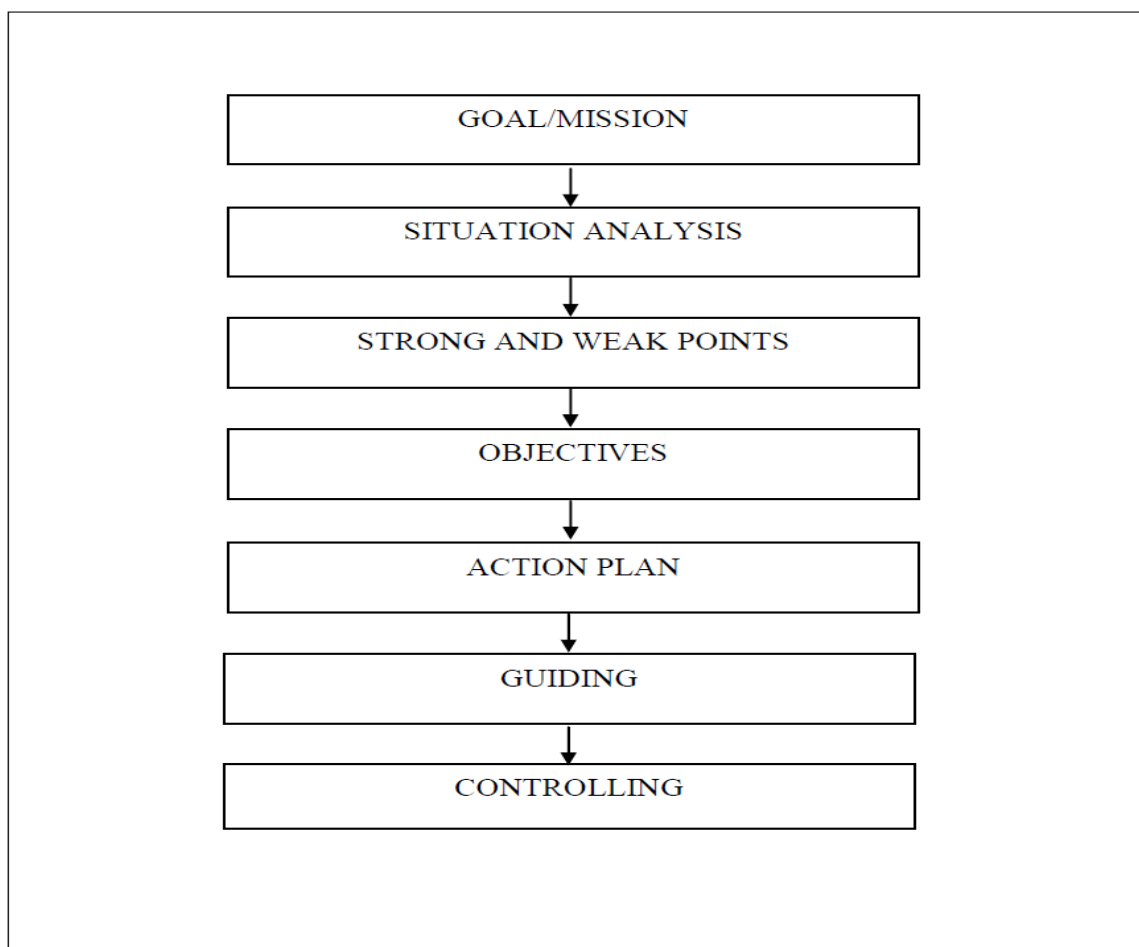 GOAL/MISSION
SITUATION ANALYSIS
STRONG AND WEAK POINTS
OBJECTIVES
ACTION PLAN
GUIDING
CONTROLLING